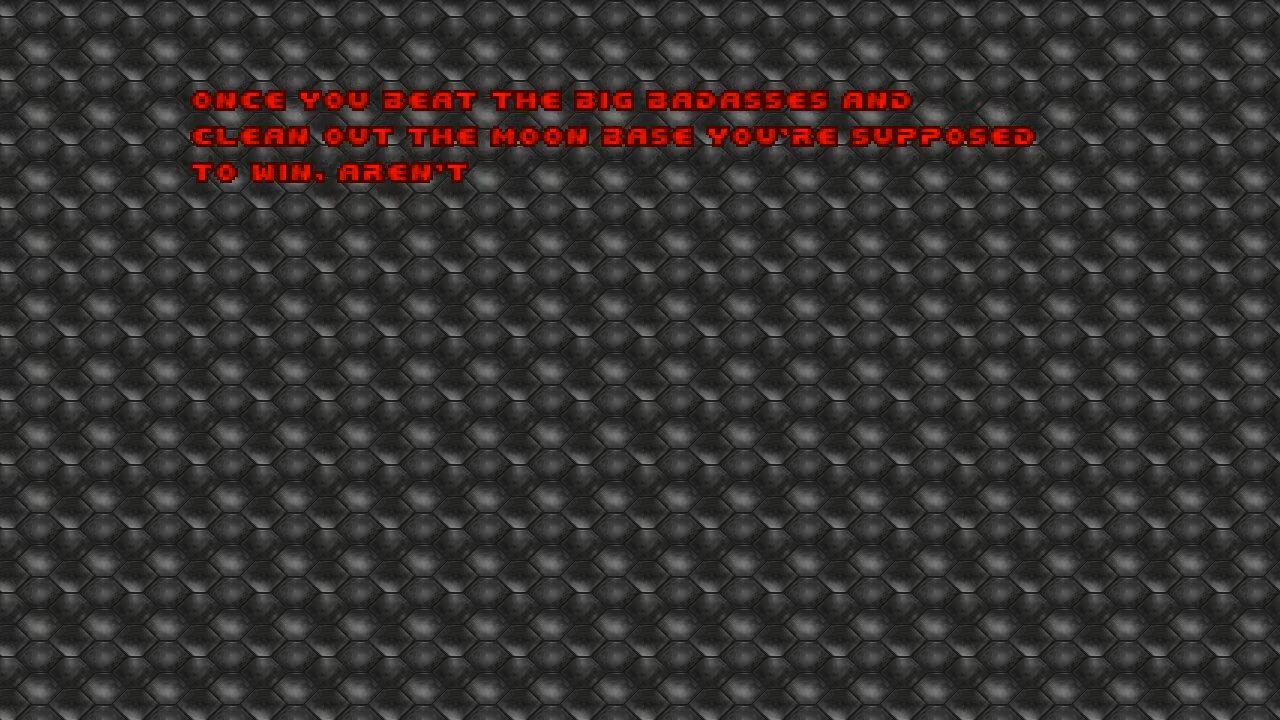 ONCE YOU BEAT THE BIG BADASSES AND
CLEAN OUT THE MOON BASE YOU'RE SUPPOSED
TO WIN, AREN'T